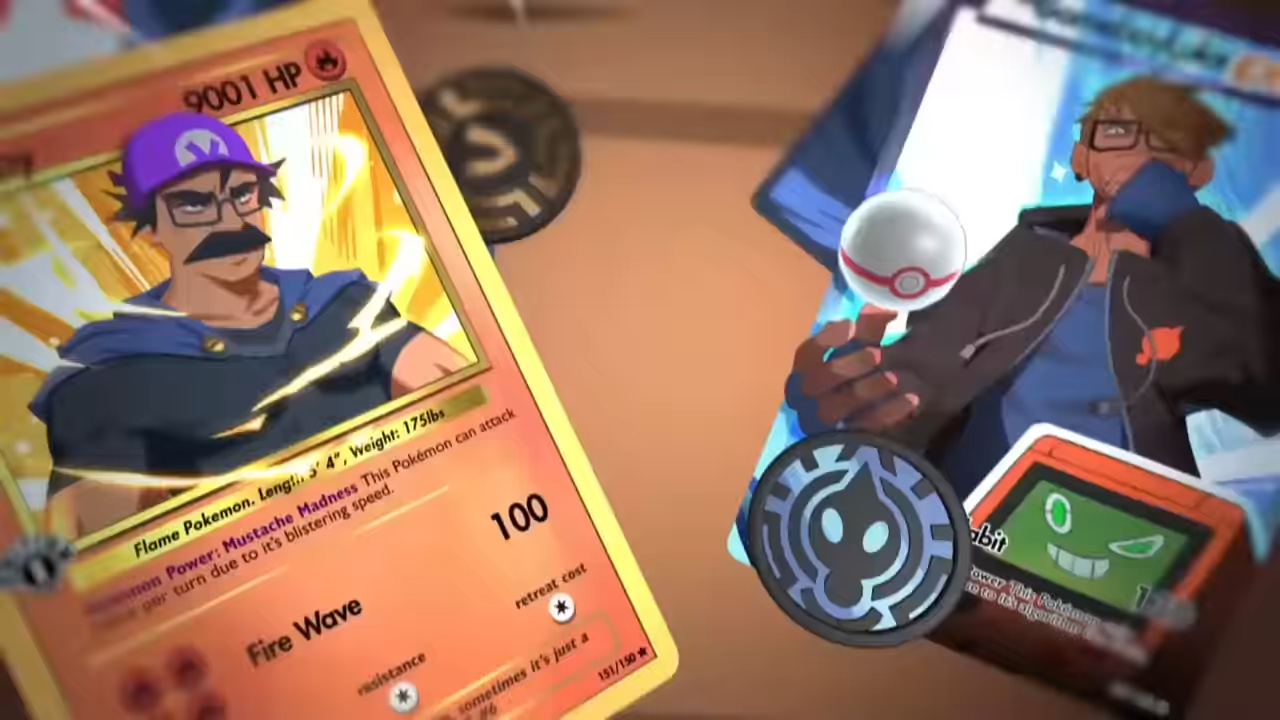 9001 HP
Flame Pokemon. Length: 5' 4", Weight: 175lbs
Power: Mustache Madness This Pokémon can attack
per turn due to it's blistering speed.
100
Fire Wave
retreat cost
resistance
sometimes it's just a
#6
151/150 ★
abit
Power This Pokémon
to it's algorithm